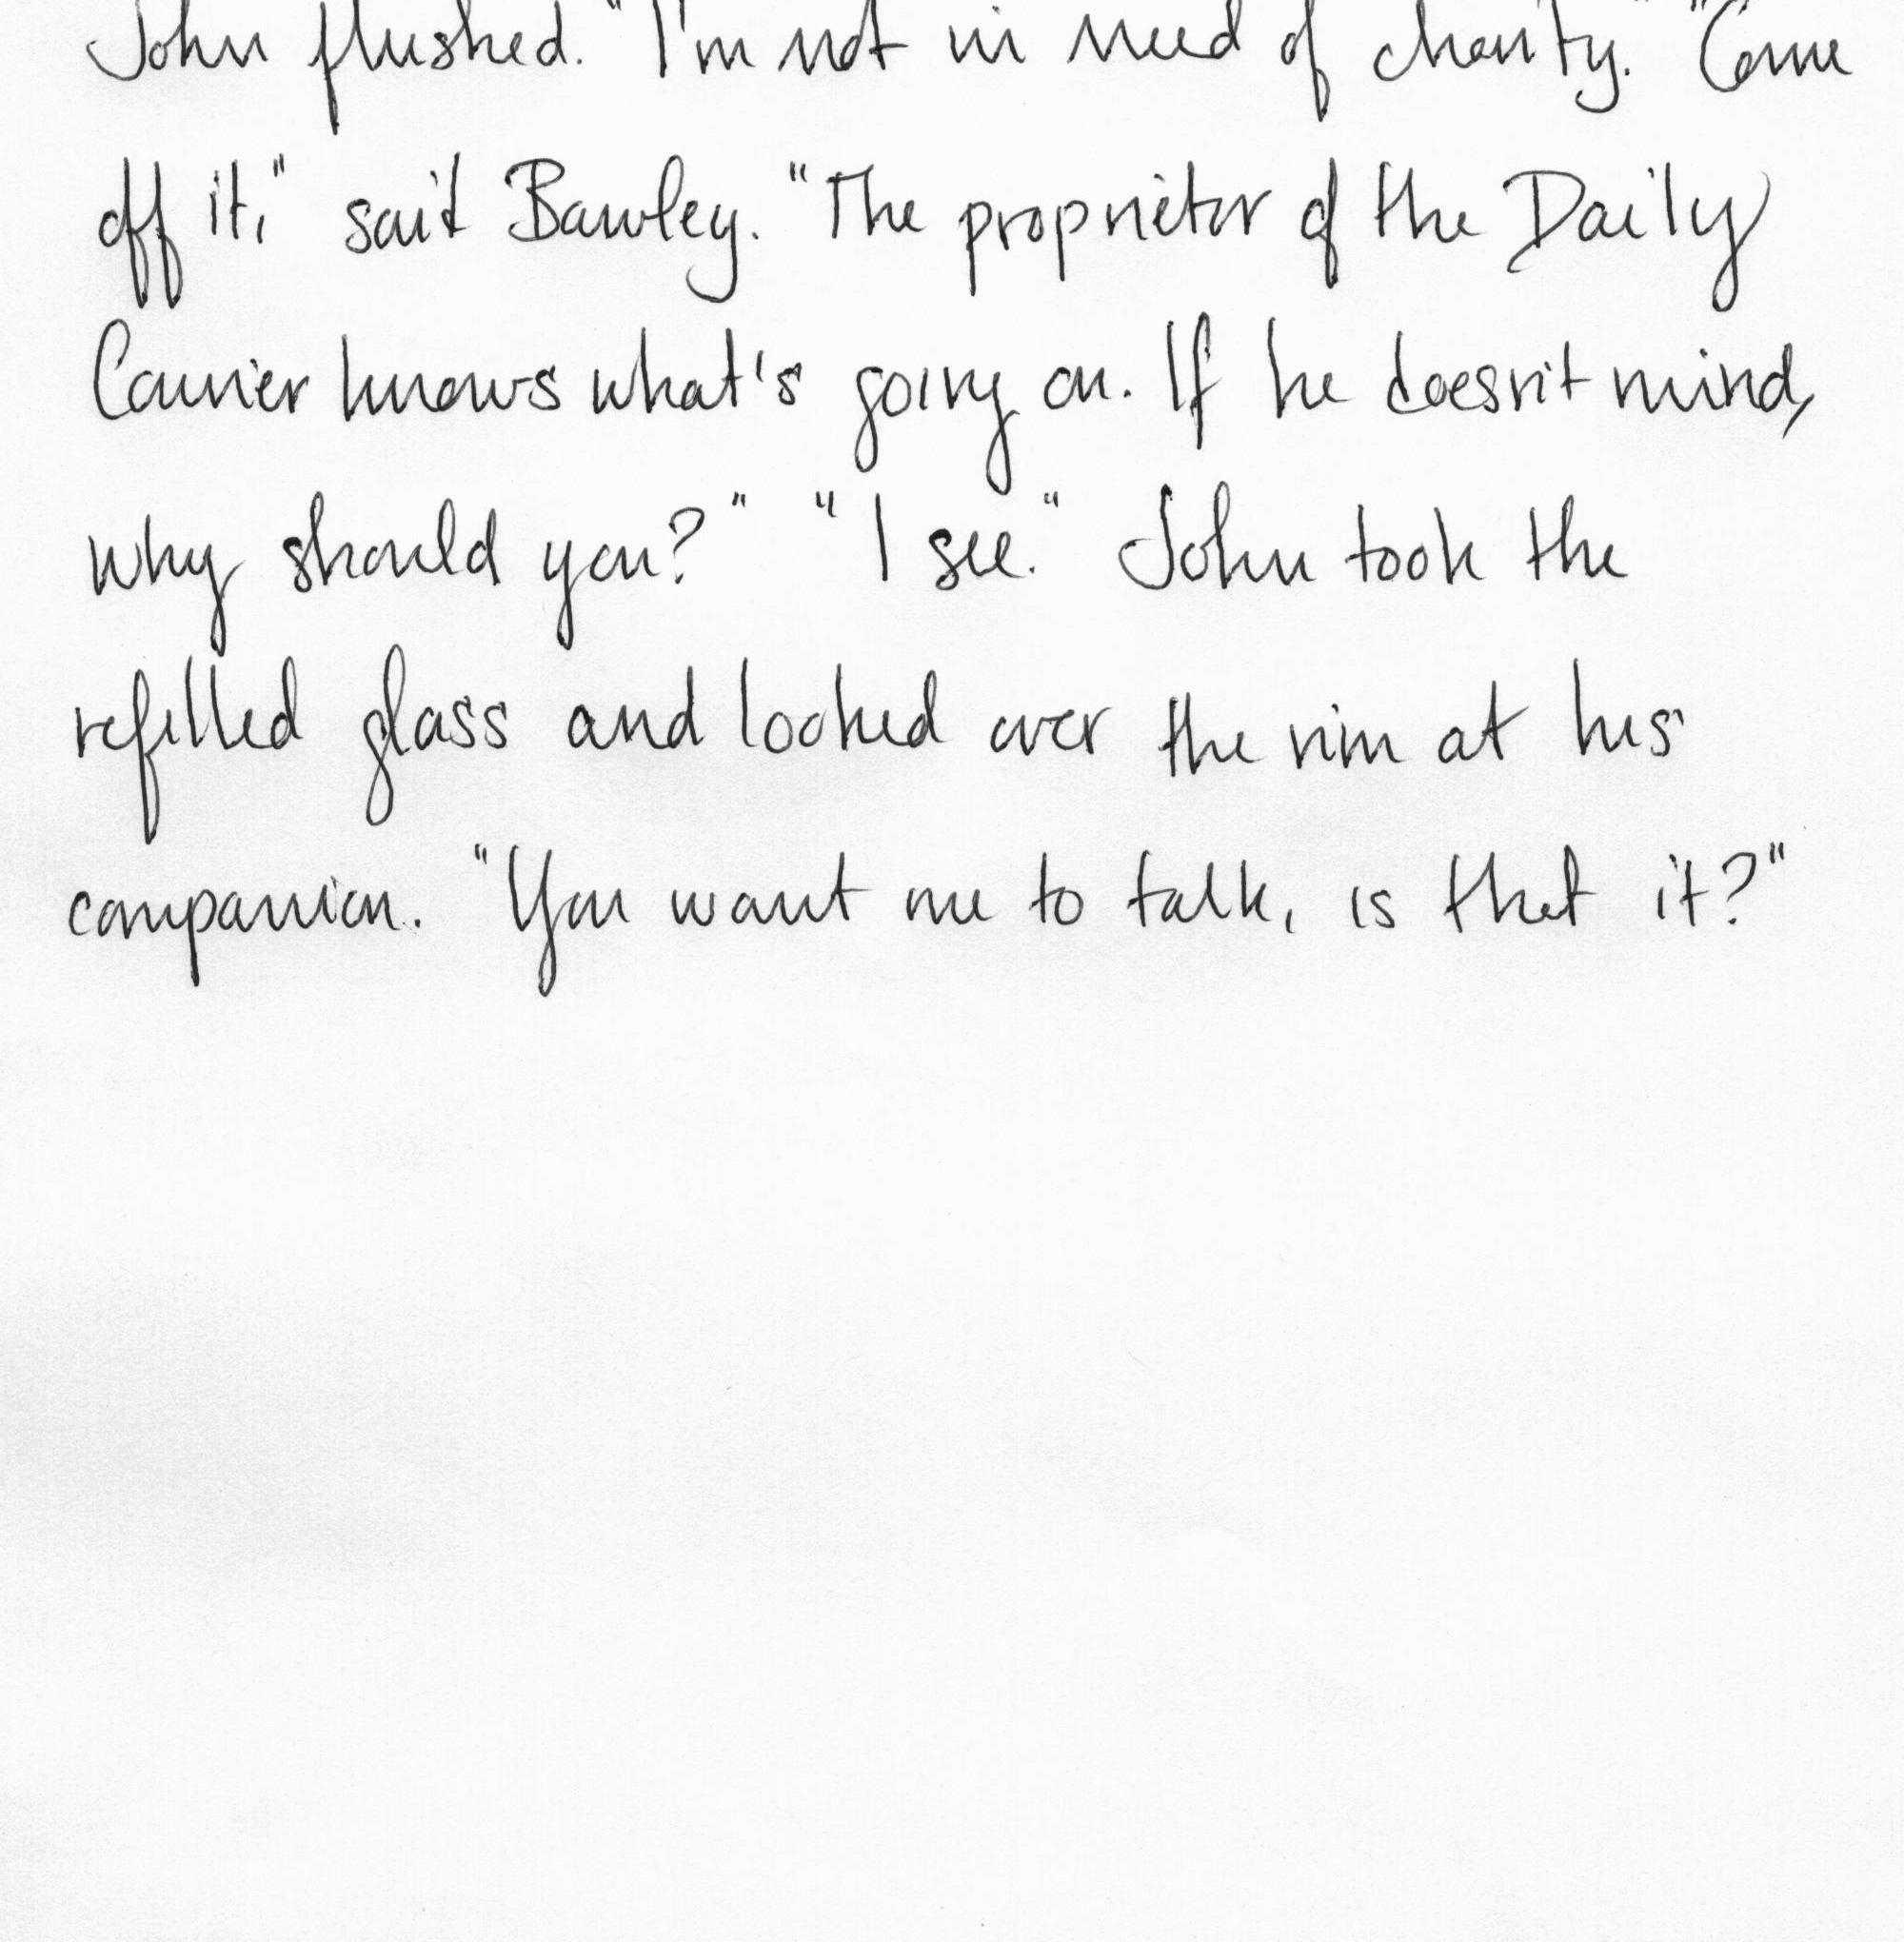 John flushed. "I'm not in need of charity." "Come
off it," said Bawley. "The proprietor of the Daily
Courier knows what's going on. If he doesn't mind,
why should you?" "I see." John took the
refilled glass and looked over the rim at his
companion. "You want me to talk, is that it?"